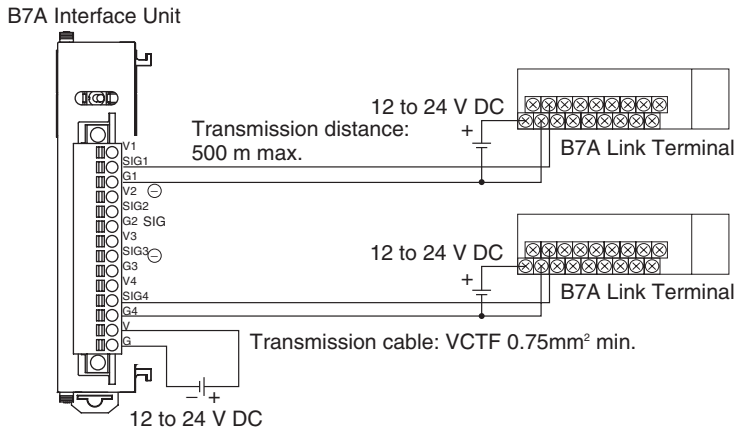 B7A Interface Unit
12 to 24 V DC
Transmission distance:
500 m max.
+
B7A Link Terminal
V1
SIG1
G1
V2 ⊖
SIG2
G2 SIG
V3
SIG3 ⊖
G3
V4
SIG4
G4
V
G
12 to 24 V DC
+
B7A Link Terminal
Transmission cable: VCTF 0.75mm² min.
– +
12 to 24 V DC